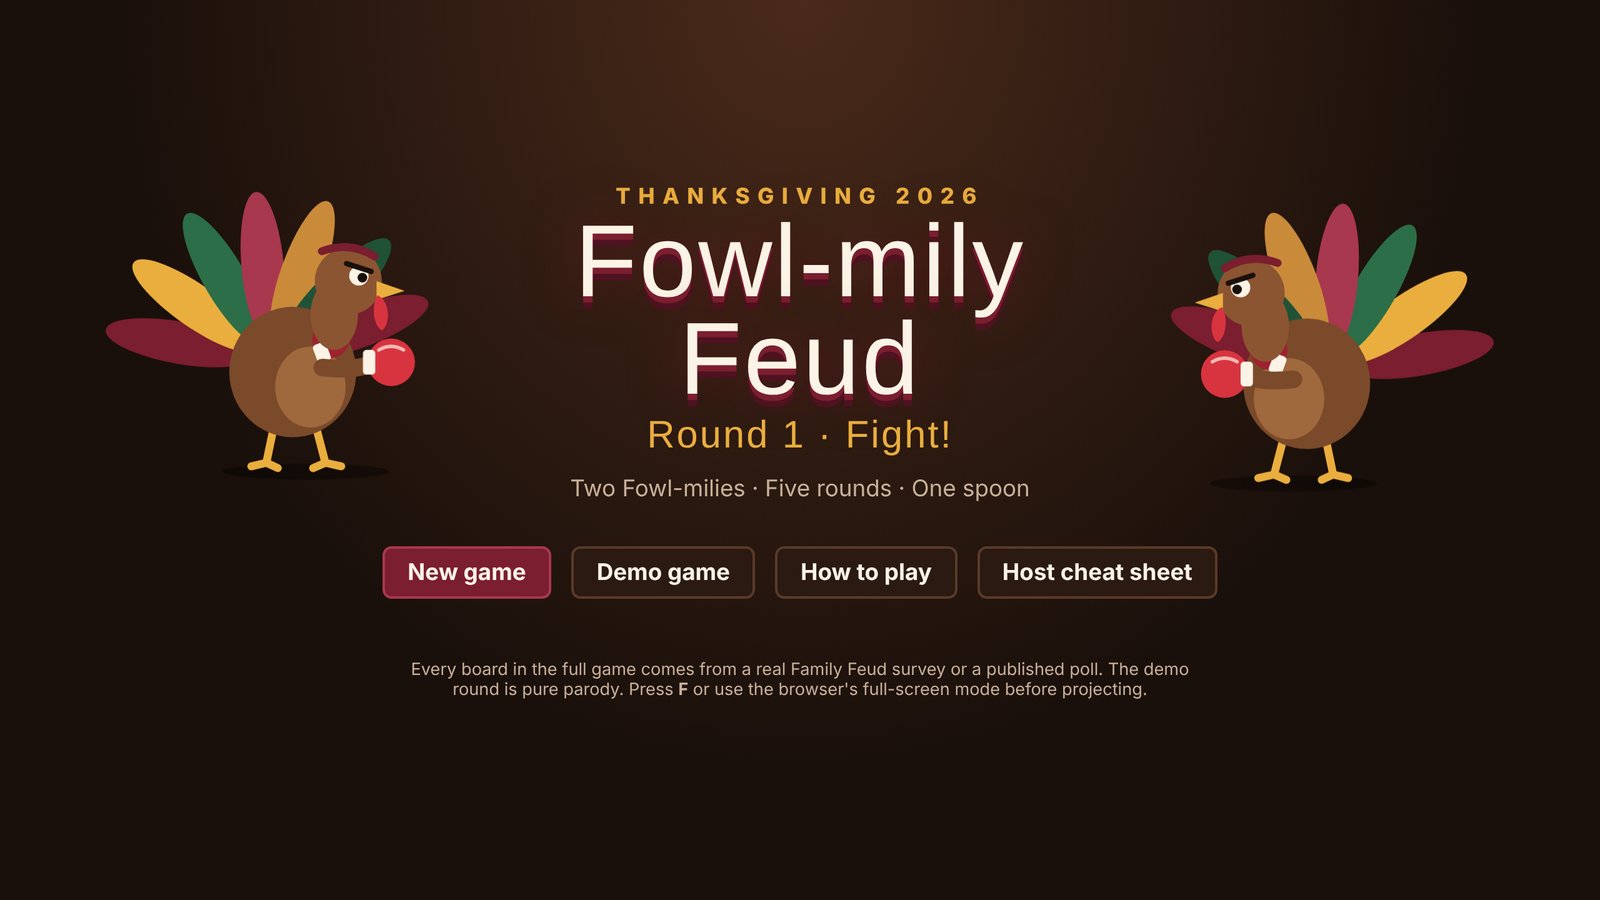 THANKSGIVING 2026
Fowl-mily
Feud
Round 1 · Fight!
Two Fowl-milies · Five rounds · One spoon
New game
Demo game
How to play
Host cheat sheet
Every board in the full game comes from a real Family Feud survey or a published poll. The demo
round is pure parody. Press F or use the browser's full-screen mode before projecting.